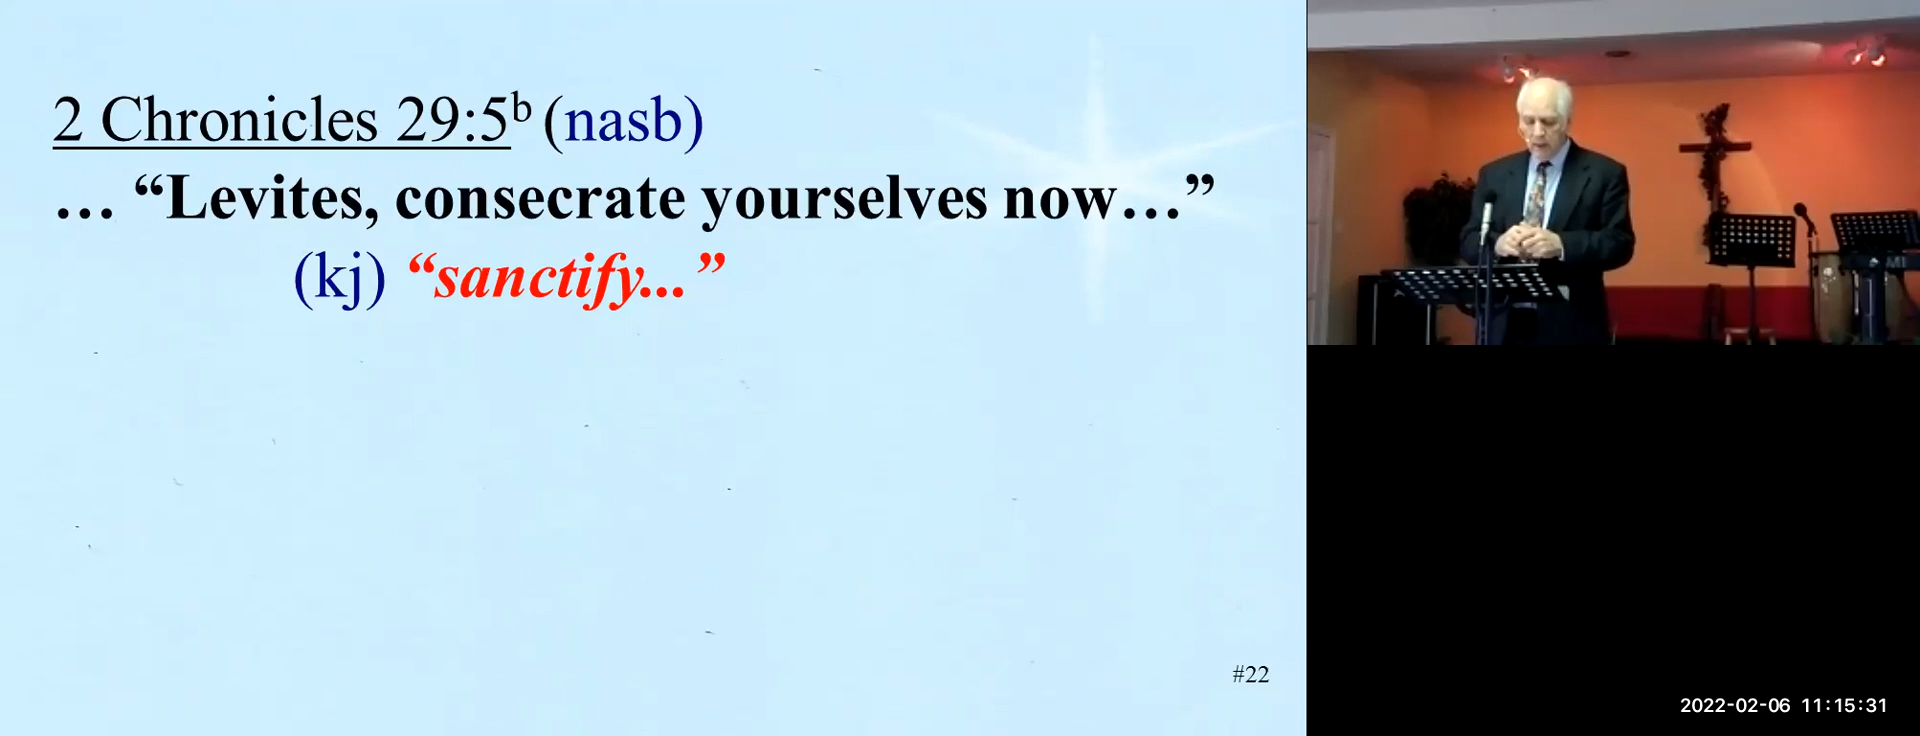 2 Chronicles 29:5b (nasb)
… “Levites, consecrate yourselves now…”
(kj) “sanctify...”
#22
2022-02-06 11:15:31